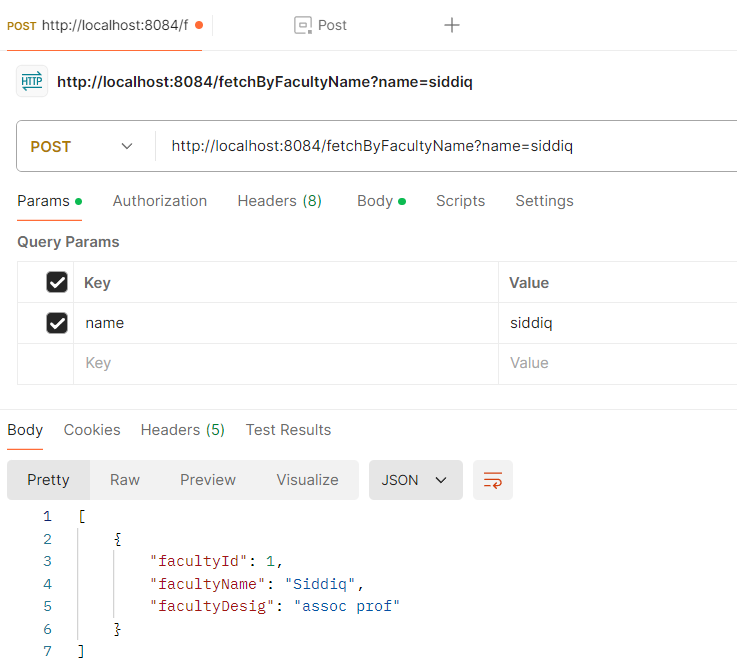 POST http://localhost:8084/f
Post
HTTP http://localhost:8084/fetchByFacultyName?name=siddiq
POST http://localhost:8084/fetchByFacultyName?name=siddiq
Params Authorization Headers (8) Body Scripts Settings
Query Params
Key Value
name siddiq
Key Value
Body Cookies Headers (5) Test Results
Pretty Raw Preview Visualize JSON
1 [
2 {
3 "facultyId": 1,
4 "facultyName": "Siddiq",
5 "facultyDesig": "assoc prof"
6 }
7 ]